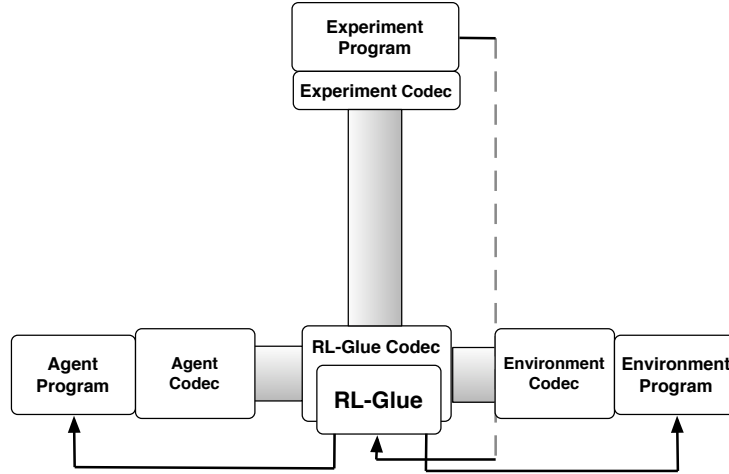 Experiment
Program
Experiment Codec
RL-Glue Codec
RL-Glue
Agent
Program
Agent
Codec
Environment
Codec
Environment
Program